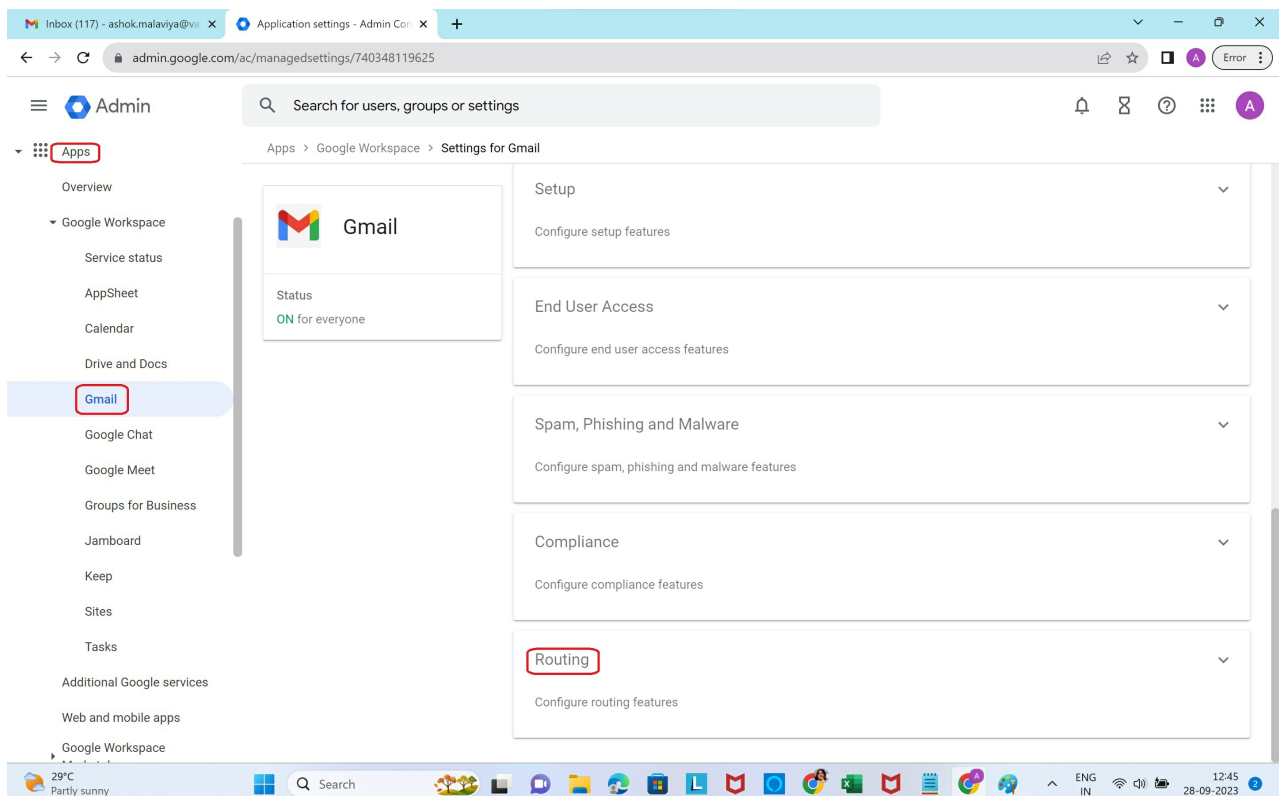 Inbox (117) - ashok.malaviya@va
Application settings - Admin Con
admin.google.com/ac/managedsettings/740348119625
A
Error
Admin
Search for users, groups or settings
A
Apps
Apps > Google Workspace > Settings for Gmail
Overview
Google Workspace
Service status
AppSheet
Calendar
Drive and Docs
Gmail
Google Chat
Google Meet
Groups for Business
Jamboard
Keep
Sites
Tasks
Additional Google services
Web and mobile apps
Google Workspace
Gmail
Status
ON for everyone
Setup
Configure setup features
End User Access
Configure end user access features
Spam, Phishing and Malware
Configure spam, phishing and malware features
Compliance
Configure compliance features
Routing
Configure routing features
29°C
Partly sunny
Search
L
A
ENG
IN
12:45
28-09-2023
2